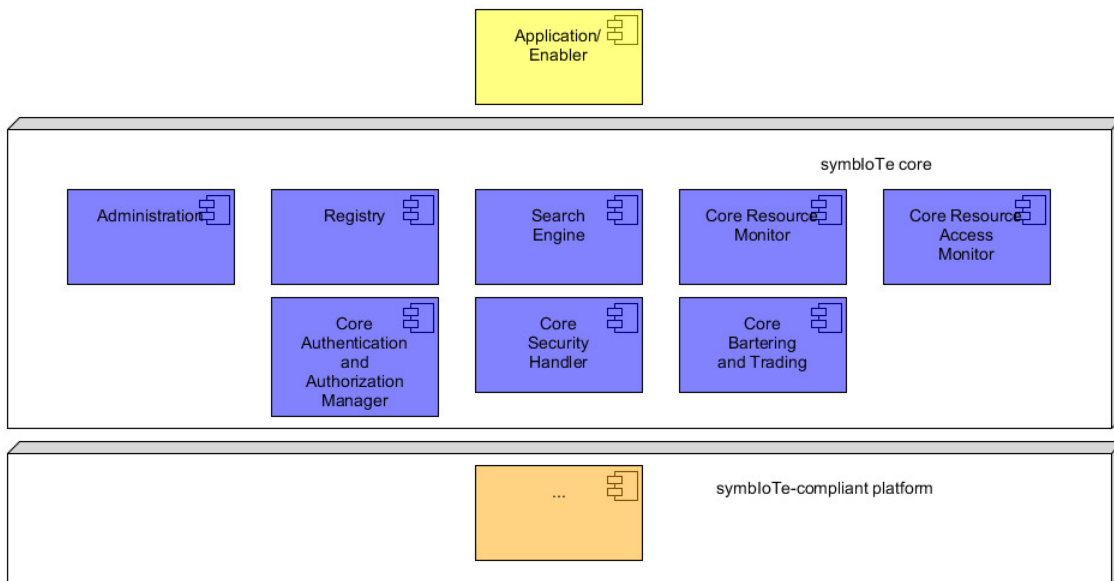 Application/
Enabler
symbIoTe core
Administration
Registry
Search
Engine
Core Resource
Monitor
Core Resource
Access
Monitor
Core
Authentication
and
Authorization
Manager
Core
Security
Handler
Core
Bartering
and Trading
...
symbIoTe-compliant platform